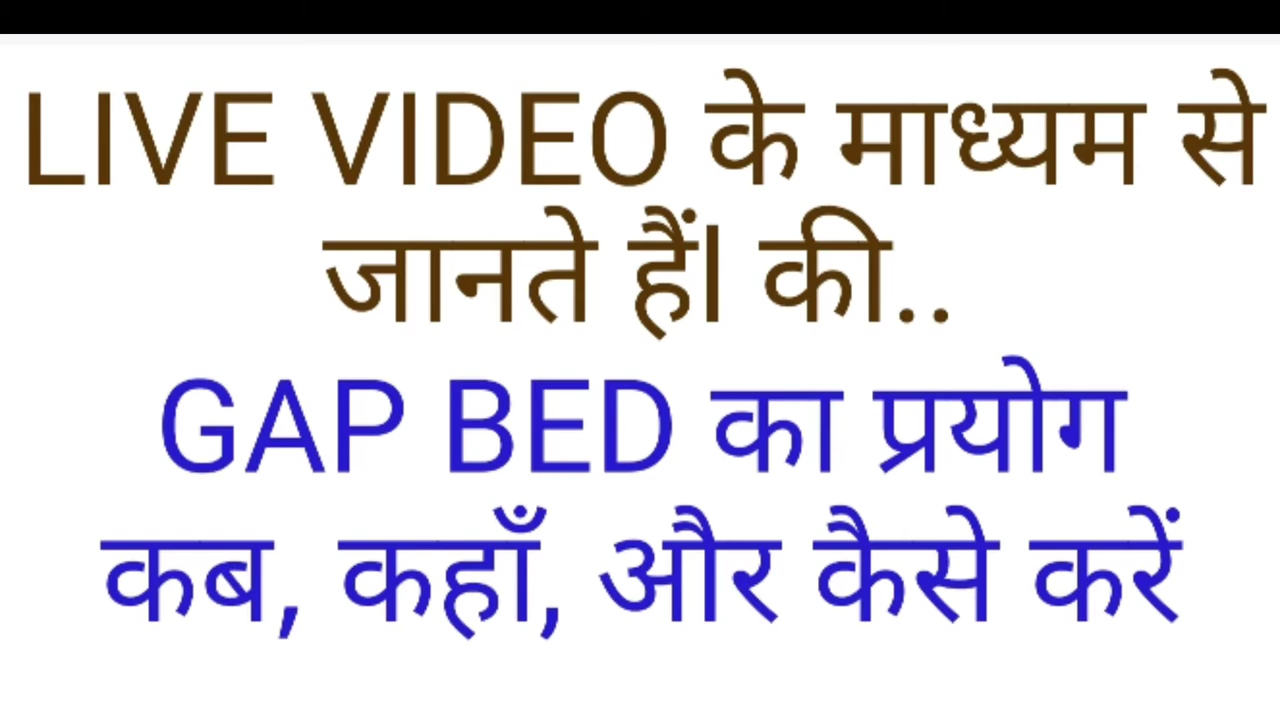 LIVE VIDEO के माध्यम से
जानते हैंl की..
GAP BED का प्रयोग
कब, कहाँ, और कैसे करें